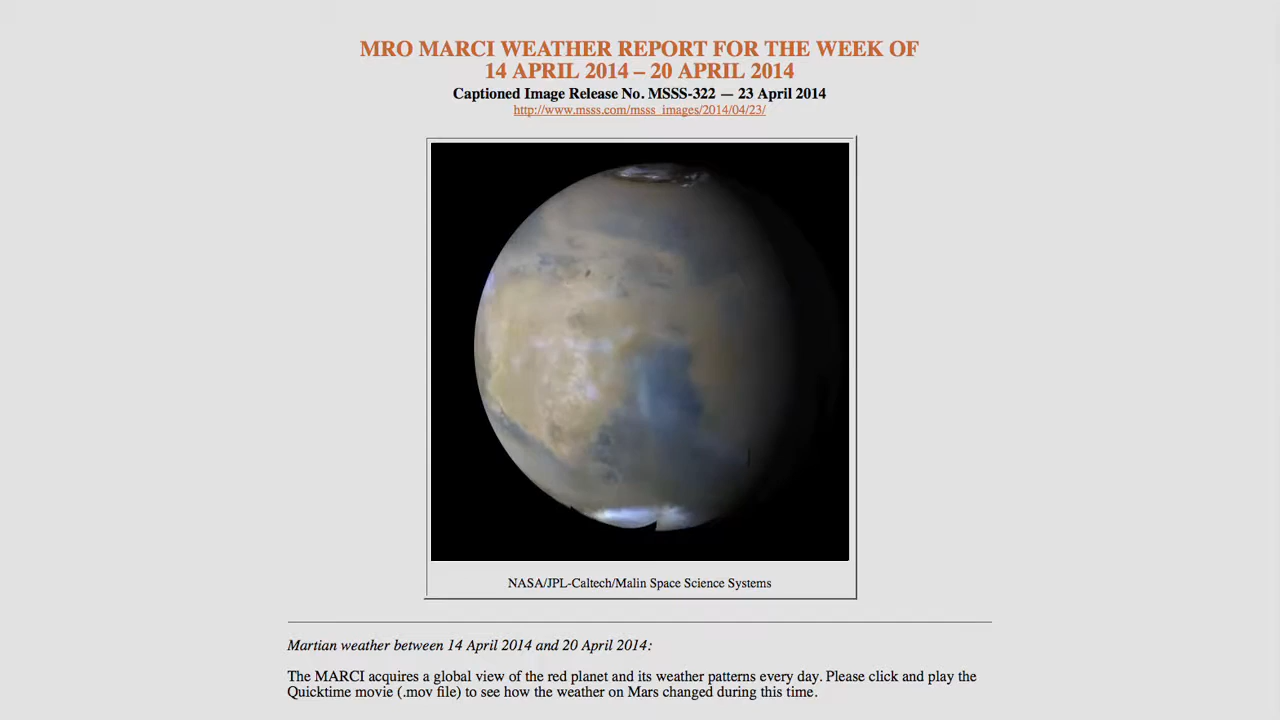 MRO MARCI WEATHER REPORT FOR THE WEEK OF
14 APRIL 2014 – 20 APRIL 2014
Captioned Image Release No. MSSS-322 — 23 April 2014
http://www.msss.com/msss_images/2014/04/23/
NASA/JPL-Caltech/Malin Space Science Systems
Martian weather between 14 April 2014 and 20 April 2014:
The MARCI acquires a global view of the red planet and its weather patterns every day. Please click and play the
Quicktime movie (.mov file) to see how the weather on Mars changed during this time.